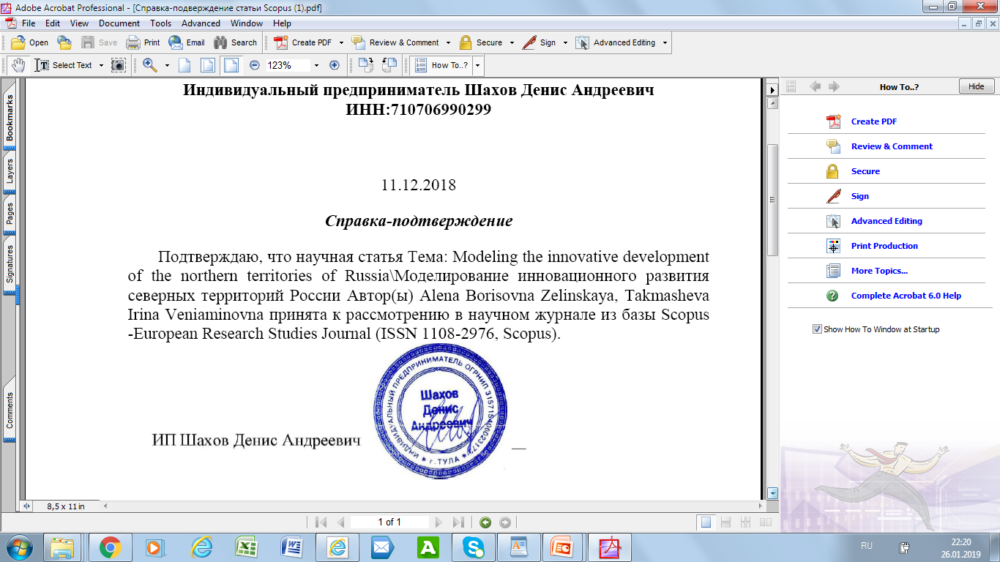 Adobe Acrobat Professional - [Справка-подверждение статьи Scopus (1).pdf]
File Edit View Document Tools Advanced Window Help
Open Save Print Email Search Create PDF Review & Comment Secure Sign Advanced Editing
Select Text 123% How To..?
How To..? Hide
Bookmarks
Layers
Pages
Signatures
Comments
Индивидуальный предприниматель Шахов Денис Андреевич
ИНН:710706990299
11.12.2018
Справка-подтверждение
Подтверждаю, что научная статья Тема: Modeling the innovative development
of the northern territories of Russia\Моделирование инновационного развития
северных территорий России Автор(ы) Alena Borisovna Zelinskaya, Takmasheva
Irina Veniaminovna принята к рассмотрению в научном журнале из базы Scopus
-European Research Studies Journal (ISSN 1108-2976, Scopus).
ИП Шахов Денис Андреевич
ИНДИВИДУАЛЬНЫЙ ПРЕДПРИНИМАТЕЛЬ ОГРНИП
* г.ТУЛА *
Шахов
Денис
Андреевич
Create PDF
Review & Comment
Secure
Sign
Advanced Editing
Print Production
More Topics...
Complete Acrobat 6.0 Help
Show How To Window at Startup
8,5 x 11 in
1 of 1
RU
22:20
26.01.2019